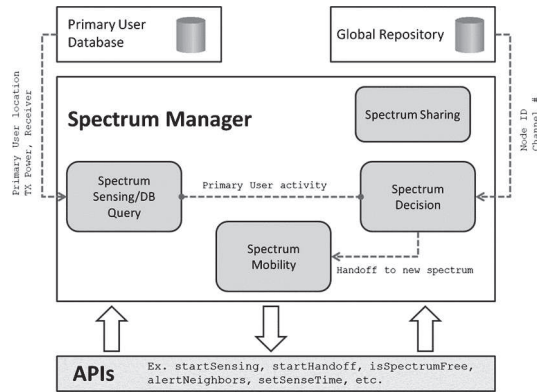 Primary User
Database
Global Repository
Primary User location
TX Power, Receiver
Node ID
Channel #
Spectrum Manager
Spectrum Sharing
Spectrum
Sensing/DB
Query
Primary User activity
Spectrum
Decision
Spectrum
Mobility
Handoff to new spectrum
APIs
Ex. startSensing, startHandoff, isSpectrumFree,
alertNeighbors, setSenseTime, etc.